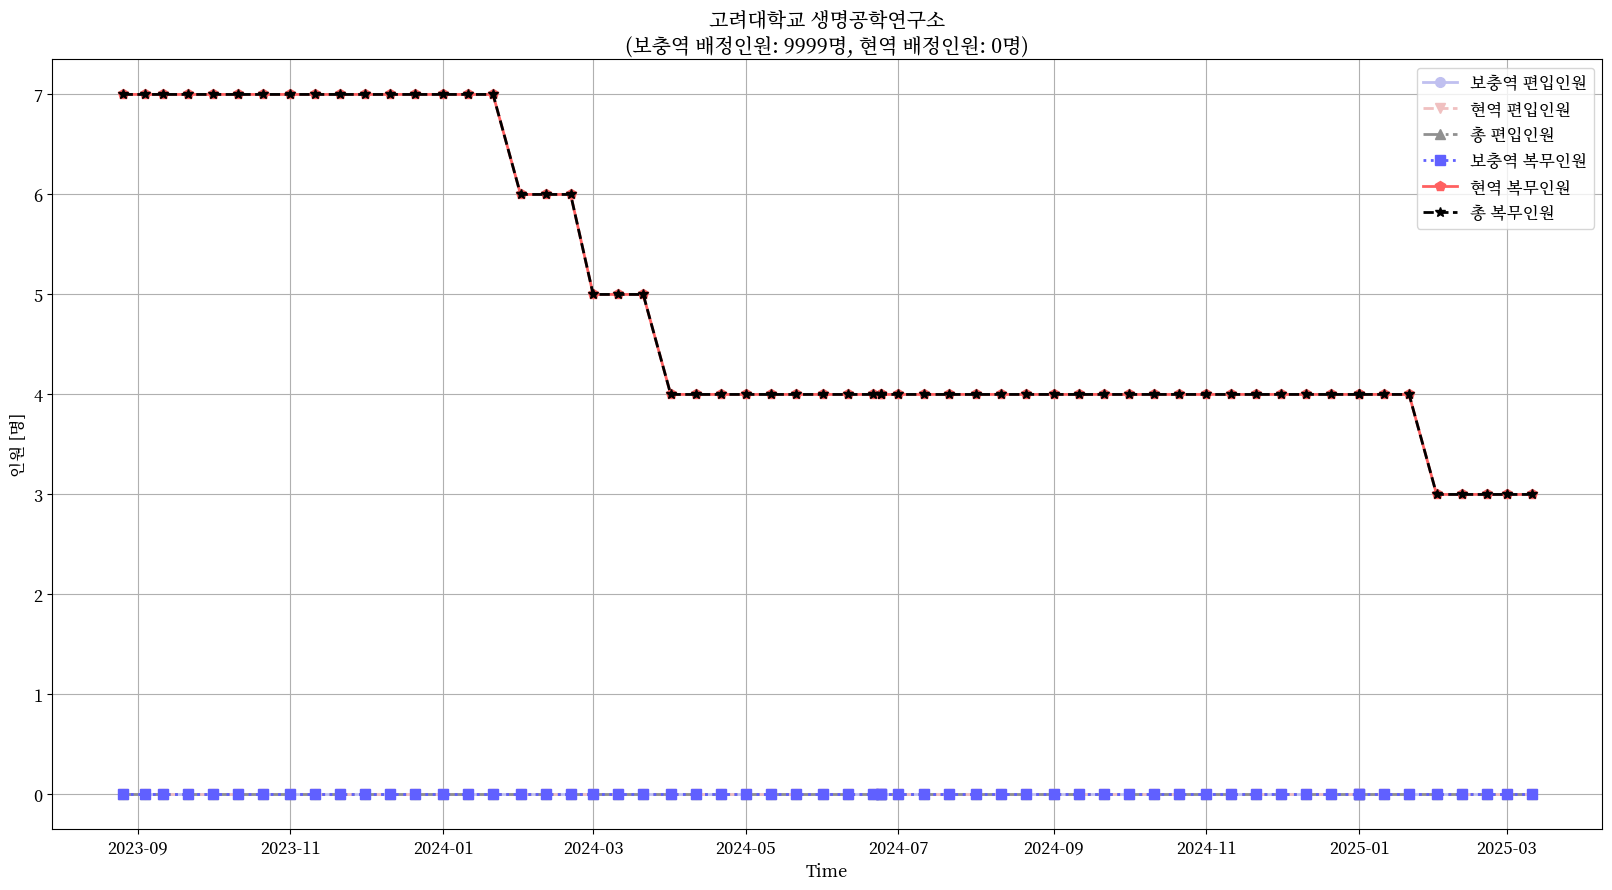 고려대학교 생명공학연구소
(보충역 배정인원: 9999명, 현역 배정인원: 0명)
보충역 편입인원
현역 편입인원
총 편입인원
보충역 복무인원
현역 복무인원
총 복무인원
인원 [명]
7
6
5
4
3
2
1
0
2023-09 2023-11 2024-01 2024-03 2024-05 2024-07 2024-09 2024-11 2025-01 2025-03
Time